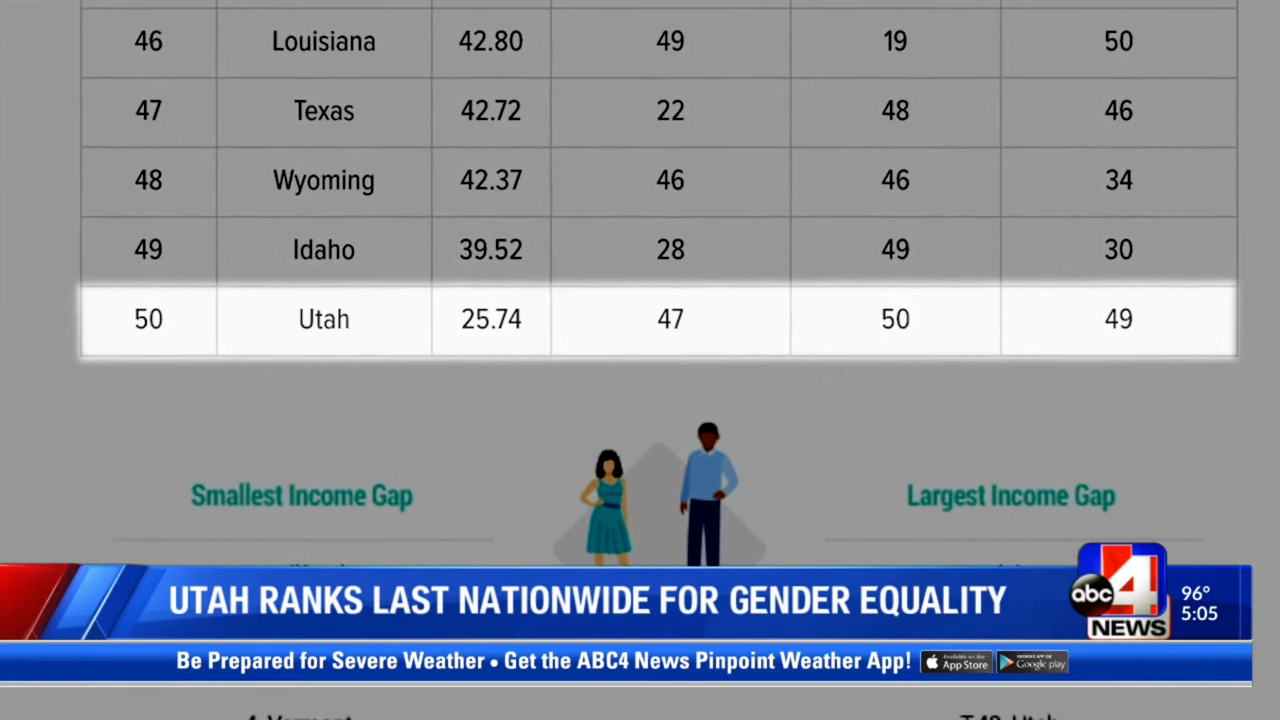 46 Louisiana 42.80 49 19 50
47 Texas 42.72 22 48 46
48 Wyoming 42.37 46 46 34
49 Idaho 39.52 28 49 30
50 Utah 25.74 47 50 49
Smallest Income Gap
Largest Income Gap
UTAH RANKS LAST NATIONWIDE FOR GENDER EQUALITY
abc 4 NEWS
96°
5:05
Be Prepared for Severe Weather • Get the ABC4 News Pinpoint Weather App!
App Store
Google play